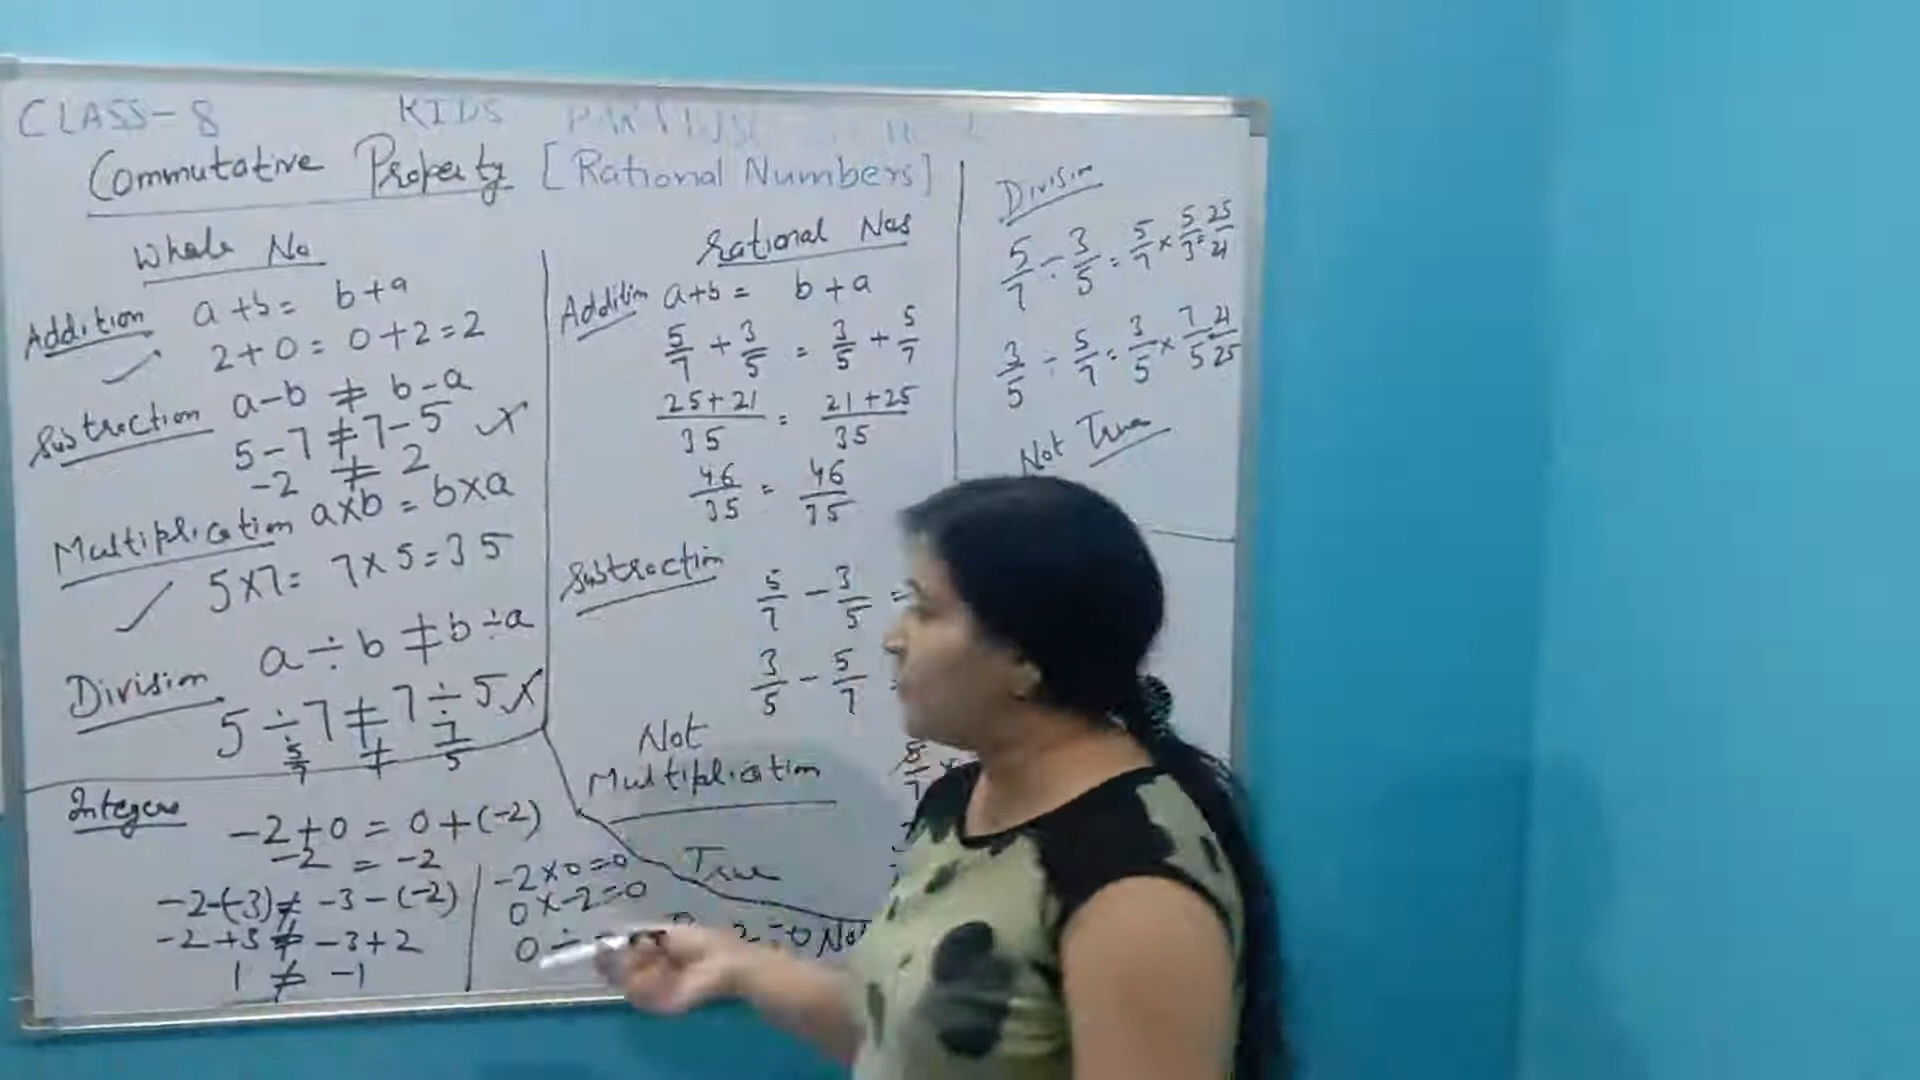 CLASS-8 KIDS
Commutative Property [Rational Numbers]
Whole No
Addition a+b = b+a
2+0 = 0+2=2
Subtraction a-b ≠ b-a
5-7 ≠ 7-5 ×
-2 ≠ 2
Multiplication a×b = b×a
5×7= 7×5=35
Division a÷b ≠ b÷a
5÷7 ≠ 7÷5 ×
5/7 ≠ 7/5
Integers
-2+0 = 0+(-2)
-2 = -2
-2-(-3) ≠ -3-(-2)
-2+3 ≠ -3+2
1 ≠ -1
-2×0=0
0×-2=0
0÷
Rational Nos
Addition a+b = b+a
5/7 + 3/5 = 3/5 + 5/7
25+21/35 = 21+25/35
46/35 = 46/35
Subtraction
5/7 - 3/5 =
3/5 - 5/7
Not
Multiplication
True
Division
5/7 ÷ 3/5 = 5/7 × 5/3 = 25/21
3/5 ÷ 5/7 = 3/5 × 7/5 21/25
Not True